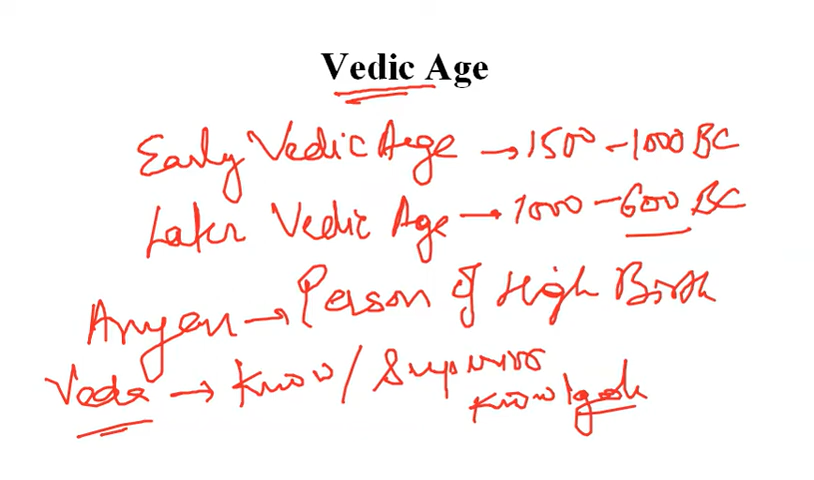 Vedic Age
Early Vedic Age → 1500 - 1000 BC
Later Vedic Age → 1000 - 600 BC
Aryan → Person of High Birth
Veda → Know / Superior
knowlgede